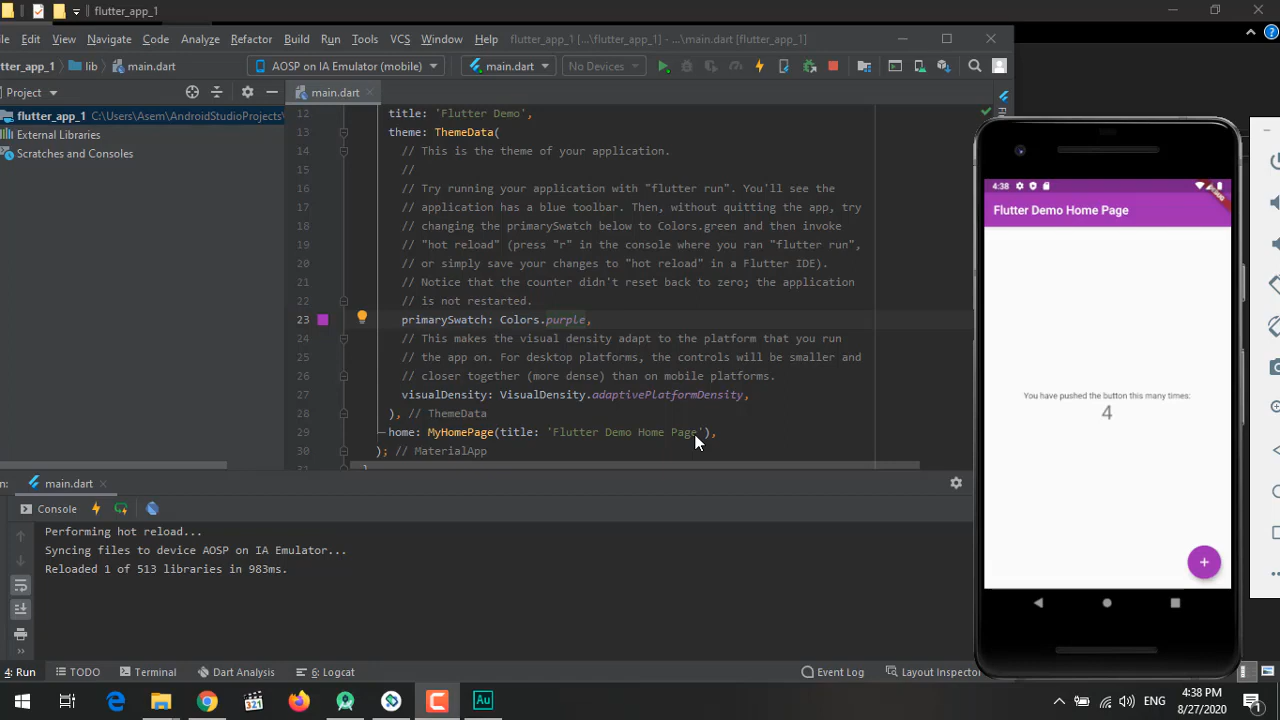 flutter_app_1
Edit View Navigate Code Analyze Refactor Build Run Tools VCS Window Help flutter_app_1 [...\flutter_app_1] - ...\main.dart [flutter_app_1]
flutter_app_1 lib main.dart AOSP on IA Emulator (mobile) main.dart No Devices
Project main.dart
flutter_app_1 C:\Users\Asem\AndroidStudioProjects\
External Libraries
Scratches and Consoles
12 title: 'Flutter Demo',
13 theme: ThemeData(
14 // This is the theme of your application.
15 //
16 // Try running your application with "flutter run". You'll see the
17 // application has a blue toolbar. Then, without quitting the app, try
18 // changing the primarySwatch below to Colors.green and then invoke
19 // "hot reload" (press "r" in the console where you ran "flutter run",
20 // or simply save your changes to "hot reload" in a Flutter IDE).
21 // Notice that the counter didn't reset back to zero; the application
22 // is not restarted.
23 primarySwatch: Colors.purple,
24 // This makes the visual density adapt to the platform that you run
25 // the app on. For desktop platforms, the controls will be smaller and
26 // closer together (more dense) than on mobile platforms.
27 visualDensity: VisualDensity.adaptivePlatformDensity,
28 ), // ThemeData
29 home: MyHomePage(title: 'Flutter Demo Home Page'),
30 ); // MaterialApp
main.dart
Console
Performing hot reload...
Syncing files to device AOSP on IA Emulator...
Reloaded 1 of 513 libraries in 983ms.
4: Run TODO Terminal Dart Analysis 6: Logcat Event Log Layout Inspector
4:38
Flutter Demo Home Page
You have pushed the button this many times:
4
+
821
Au
ENG
4:38 PM
8/27/2020
1